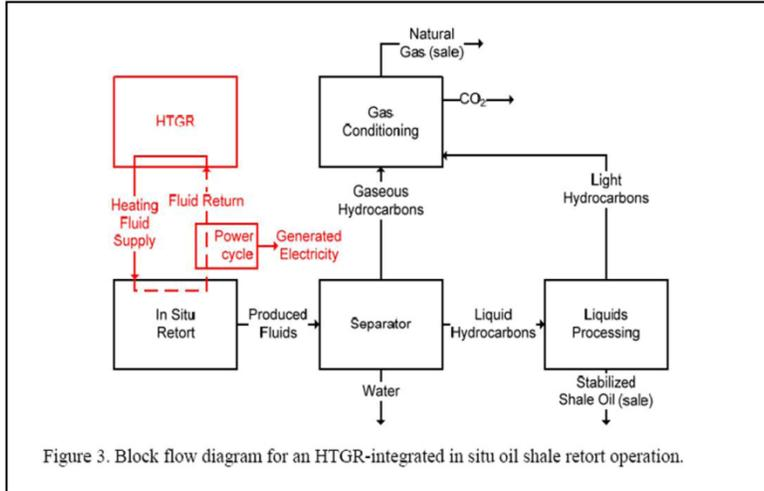 Natural
Gas (sale)
HTGR
Gas
Conditioning
CO₂
Heating
Fluid
Supply
Fluid Return
Gaseous
Hydrocarbons
Light
Hydrocarbons
Power
cycle
Generated
Electricity
In Situ
Retort
Produced
Fluids
Separator
Liquid
Hydrocarbons
Liquids
Processing
Water
Stabilized
Shale Oil (sale)
Figure 3. Block flow diagram for an HTGR-integrated in situ oil shale retort operation.